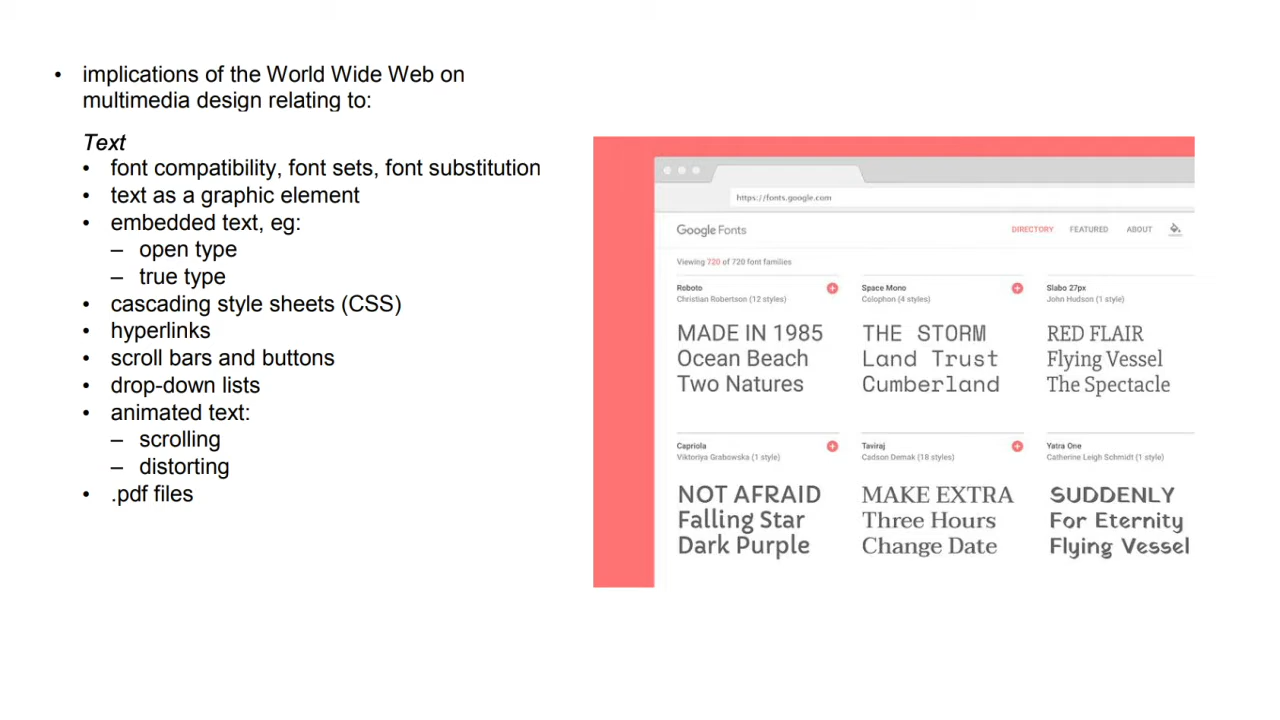 • implications of the World Wide Web on
multimedia design relating to:
Text
• font compatibility, font sets, font substitution
• text as a graphic element
• embedded text, eg:
– open type
– true type
• cascading style sheets (CSS)
• hyperlinks
• scroll bars and buttons
• drop-down lists
• animated text:
– scrolling
– distorting
• .pdf files
https://fonts.google.com
Google Fonts
DIRECTORY FEATURED ABOUT
Viewing 720 of 720 font families
Roboto
Christian Robertson (12 styles)
MADE IN 1985
Ocean Beach
Two Natures
Space Mono
Colophon (4 styles)
THE STORM
Land Trust
Cumberland
Slabo 27px
John Hudson (1 style)
RED FLAIR
Flying Vessel
The Spectacle
Capriola
Viktoriya Grabowska (1 style)
NOT AFRAID
Falling Star
Dark Purple
Taviraj
Cadson Demak (18 styles)
MAKE EXTRA
Three Hours
Change Date
Yatra One
Catherine Leigh Schmidt (1 style)
SUDDENLY
For Eternity
Flying Vessel